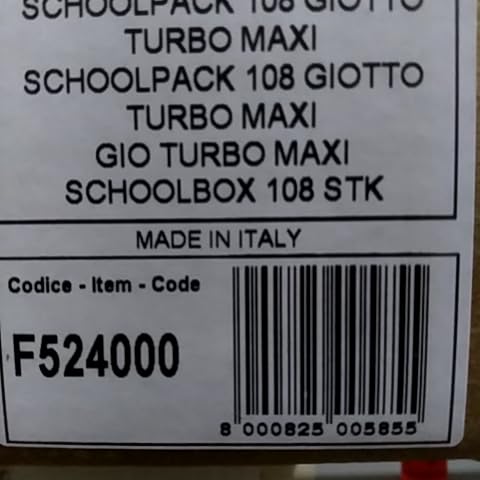 SCHOOLPACK 108 GIOTTO
TURBO MAXI
SCHOOLPACK 108 GIOTTO
TURBO MAXI
GIO TURBO MAXI
SCHOOLBOX 108 STK
MADE IN ITALY
Codice - Item - Code
F524000
8 000825 005855